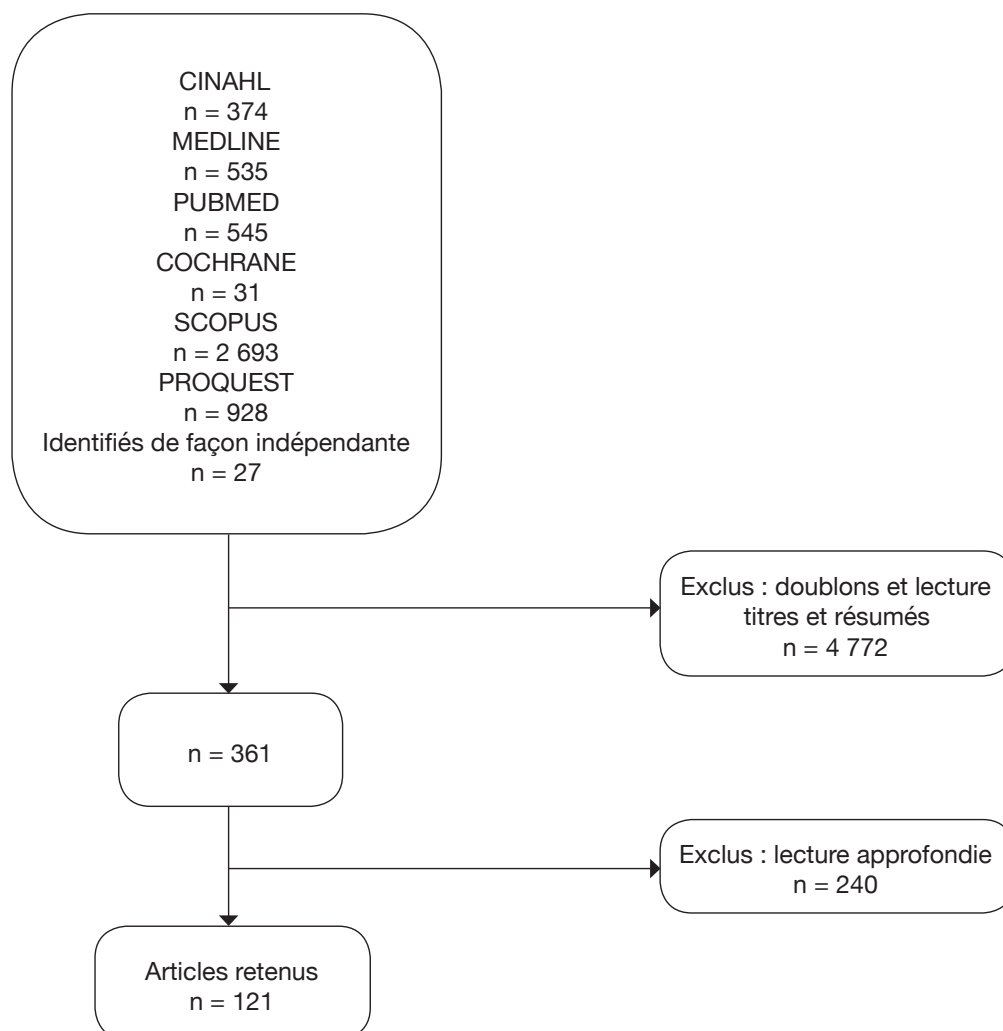 CINAHL
n = 374
MEDLINE
n = 535
PUBMED
n = 545
COCHRANE
n = 31
SCOPUS
n = 2 693
PROQUEST
n = 928
Identifiés de façon indépendante
n = 27
Exclus : doublons et lecture
titres et résumés
n = 4 772
n = 361
Exclus : lecture approfondie
n = 240
Articles retenus
n = 121